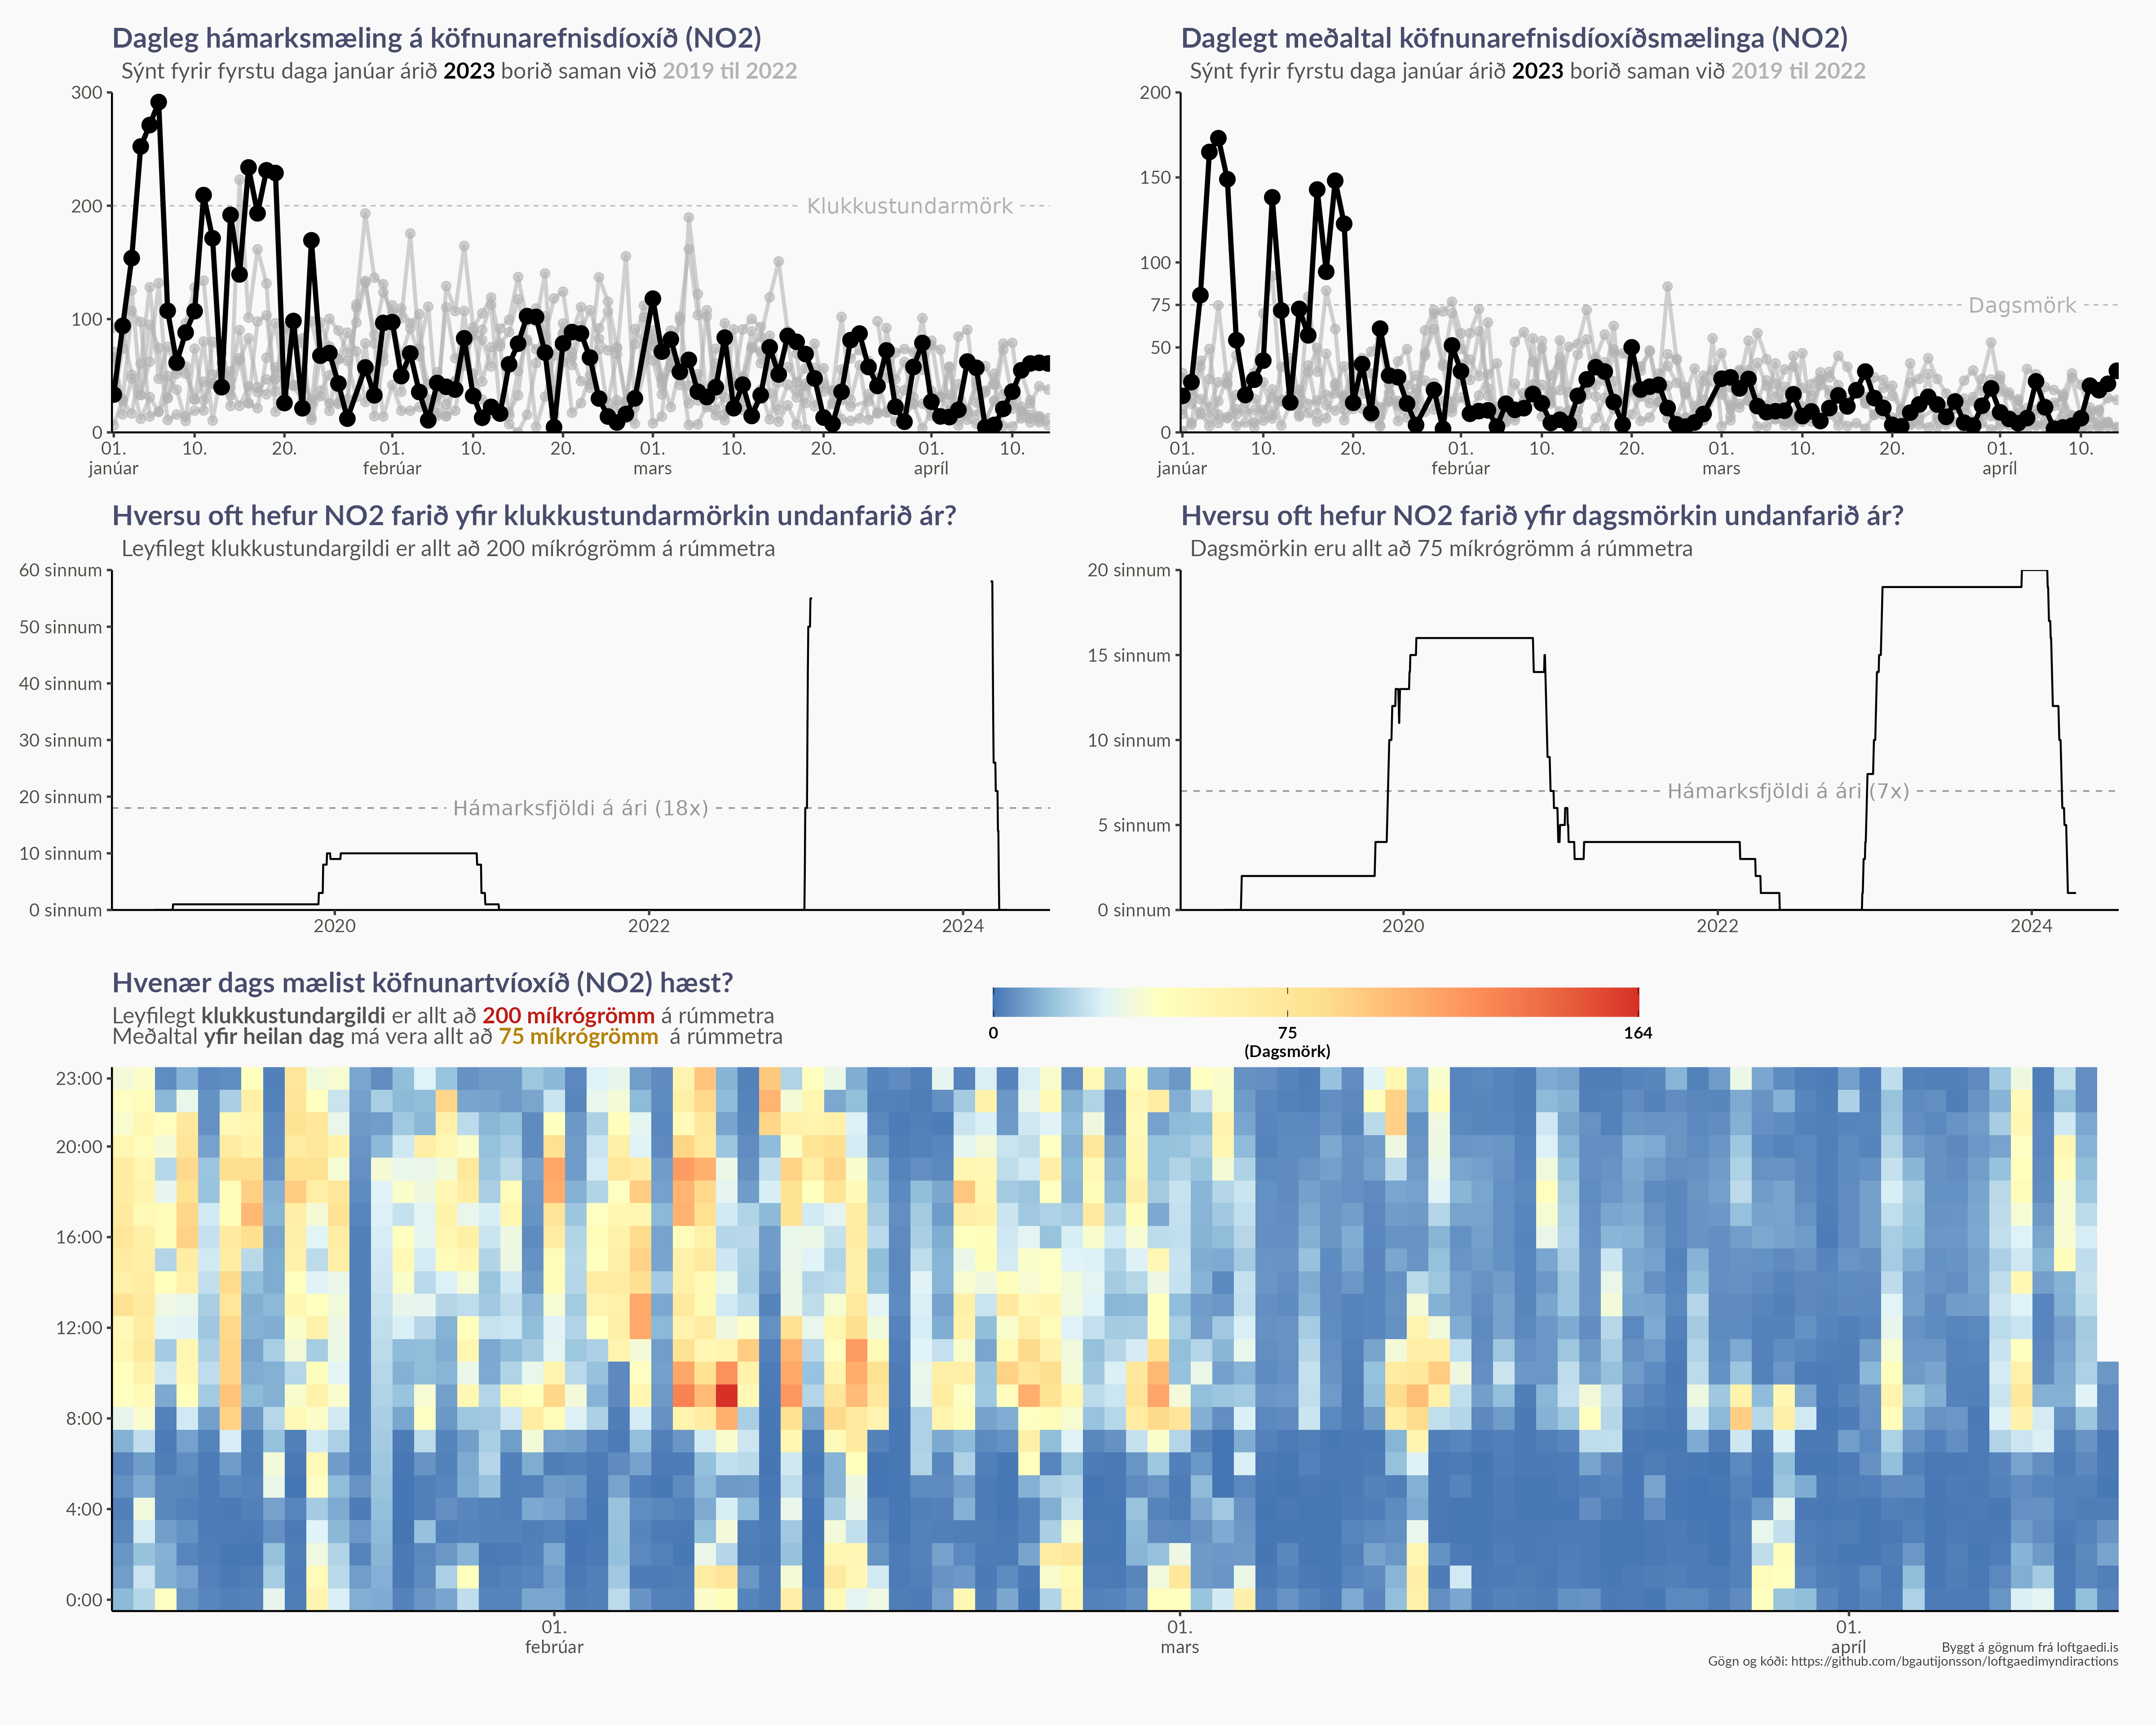 Dagleg hámarksmæling á köfnunarefnisdíoxíð (NO2)
Sýnt fyrir fyrstu daga janúar árið 2023 borið saman við 2019 til 2022
300
200
100
0
Klukkustundarmörk
01. 10. 20. 01. 10. 20. 01. 10. 20. 01. 10.
janúar febrúar mars apríl
Daglegt meðaltal köfnunarefnisdíoxíðsmælinga (NO2)
Sýnt fyrir fyrstu daga janúar árið 2023 borið saman við 2019 til 2022
200
150
100
75
50
0
Dagsmörk
01. 10. 20. 01. 10. 20. 01. 10. 20. 01. 10.
janúar febrúar mars apríl
Hversu oft hefur NO2 farið yfir klukkustundarmörkin undanfarið ár?
Leyfilegt klukkustundargildi er allt að 200 míkrógrömm á rúmmetra
60 sinnum
50 sinnum
40 sinnum
30 sinnum
20 sinnum
Hámarksfjöldi á ári (18x)
10 sinnum
0 sinnum
2020 2022 2024
Hversu oft hefur NO2 farið yfir dagsmörkin undanfarið ár?
Dagsmörkin eru allt að 75 míkrógrömm á rúmmetra
20 sinnum
15 sinnum
10 sinnum
Hámarksfjöldi á ári (7x)
5 sinnum
0 sinnum
2020 2022 2024
Hvenær dags mælist köfnunartvíoxíð (NO2) hæst?
Leyfilegt klukkustundargildi er allt að 200 míkrógrömm á rúmmetra
Meðaltal yfir heilan dag má vera allt að 75 míkrógrömm á rúmmetra
0 75 164
(Dagsmörk)
23:00
20:00
16:00
12:00
8:00
4:00
0:00
01. 01. 01.
febrúar mars apríl
Byggt á gögnum frá loftgaedi.is
Gögn og kóði: https://github.com/bgautijonsson/loftgaedimyndiractions